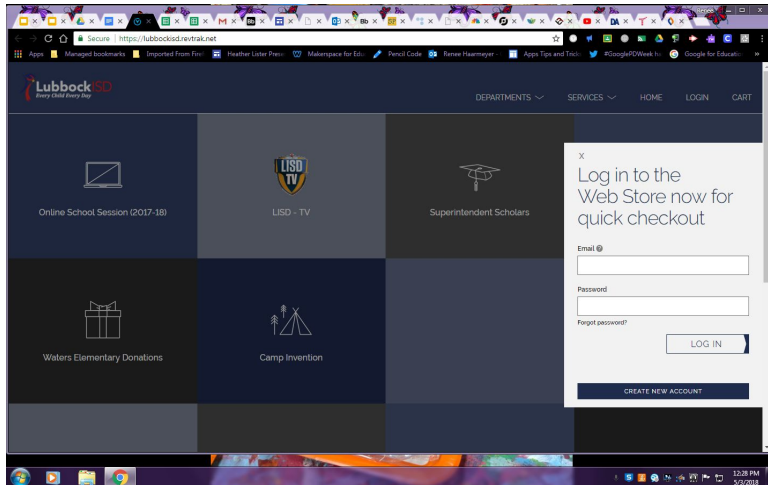 Renee
Secure | https://lubbockisd.revtrak.net
Apps Managed bookmarks Imported From Firef Heather Lister Prese Makerspace for Edu Pencil Code Renee Haarmeyer Apps Tips and Trick #GooglePDWeek h Google for Educatio »
Lubbock ISD
Every Child Every Day
DEPARTMENTS SERVICES HOME LOGIN CART
LISD
TV
Online School Session (2017-18) LISD - TV Superintendent Scholars
X
Log in to the
Web Store now for
quick checkout
Email
Password
Forgot password?
LOG IN
CREATE NEW ACCOUNT
Waters Elementary Donations Camp Invention
12:28 PM
5/3/2018